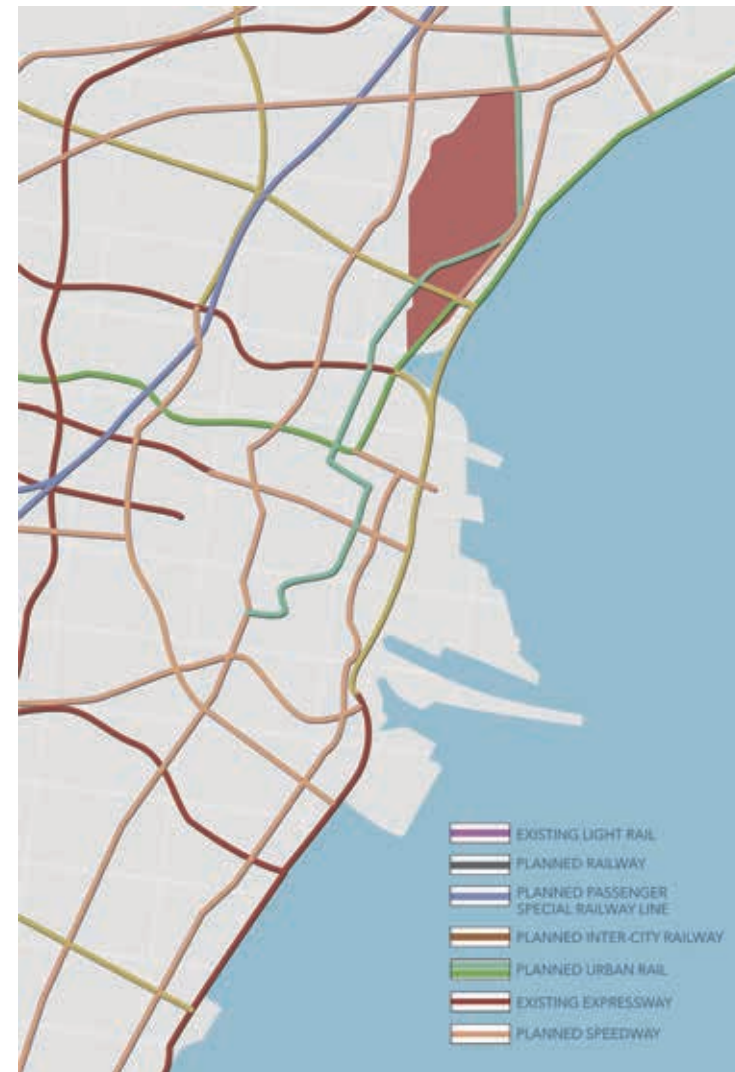 EXISTING LIGHT RAIL
PLANNED RAILWAY
PLANNED PASSENGER
SPECIAL RAILWAY LINE
PLANNED INTER-CITY RAILWAY
PLANNED URBAN RAIL
EXISTING EXPRESSWAY
PLANNED SPEEDWAY